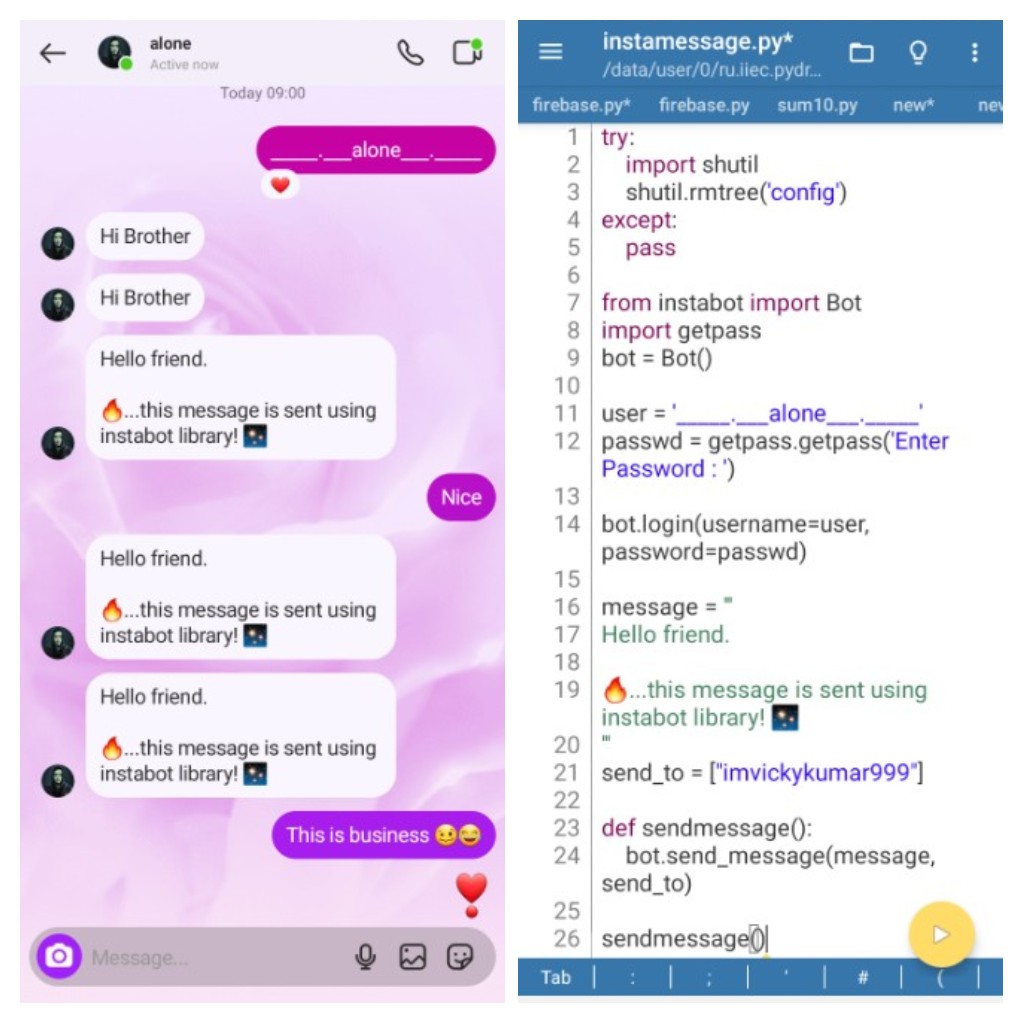 alone
Active now
Today 09:00
_____.___alone___._____
❤️
Hi Brother
Hi Brother
Hello friend.
🔥...this message is sent using
instabot library! 🎆
Nice
Hello friend.
🔥...this message is sent using
instabot library! 🎆
Hello friend.
🔥...this message is sent using
instabot library! 🎆
This is business 🥴😂
❣️
Message...
instamessage.py*
/data/user/0/ru.iiec.pydr...
firebase.py* firebase.py sum10.py new* new
1 try:
2 import shutil
3 shutil.rmtree('config')
4 except:
5 pass
6
7 from instabot import Bot
8 import getpass
9 bot = Bot()
10
11 user = '_____.___alone___._____'
12 passwd = getpass.getpass('Enter
Password : ')
13
14 bot.login(username=user,
password=passwd)
15
16 message = '''
17 Hello friend.
18
19 🔥...this message is sent using
instabot library! 🎆
20 '''
21 send_to = ["imvickykumar999"]
22
23 def sendmessage():
24 bot.send_message(message,
send_to)
25
26 sendmessage()
Tab | : | ; | ' | # | ( |